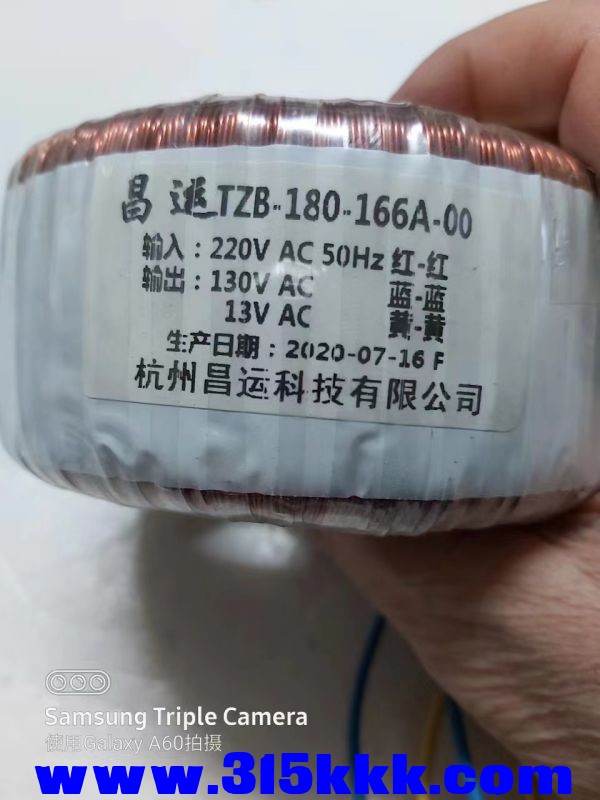 昌运TZB-180-166A-00
输入：220V AC 50Hz 红-红
输出：130V AC 蓝-蓝
13V AC 黄-黄
生产日期：2020-07-16 F
杭州昌运科技有限公司
Samsung Triple Camera
使用Galaxy A60拍摄
www.315kkk.com